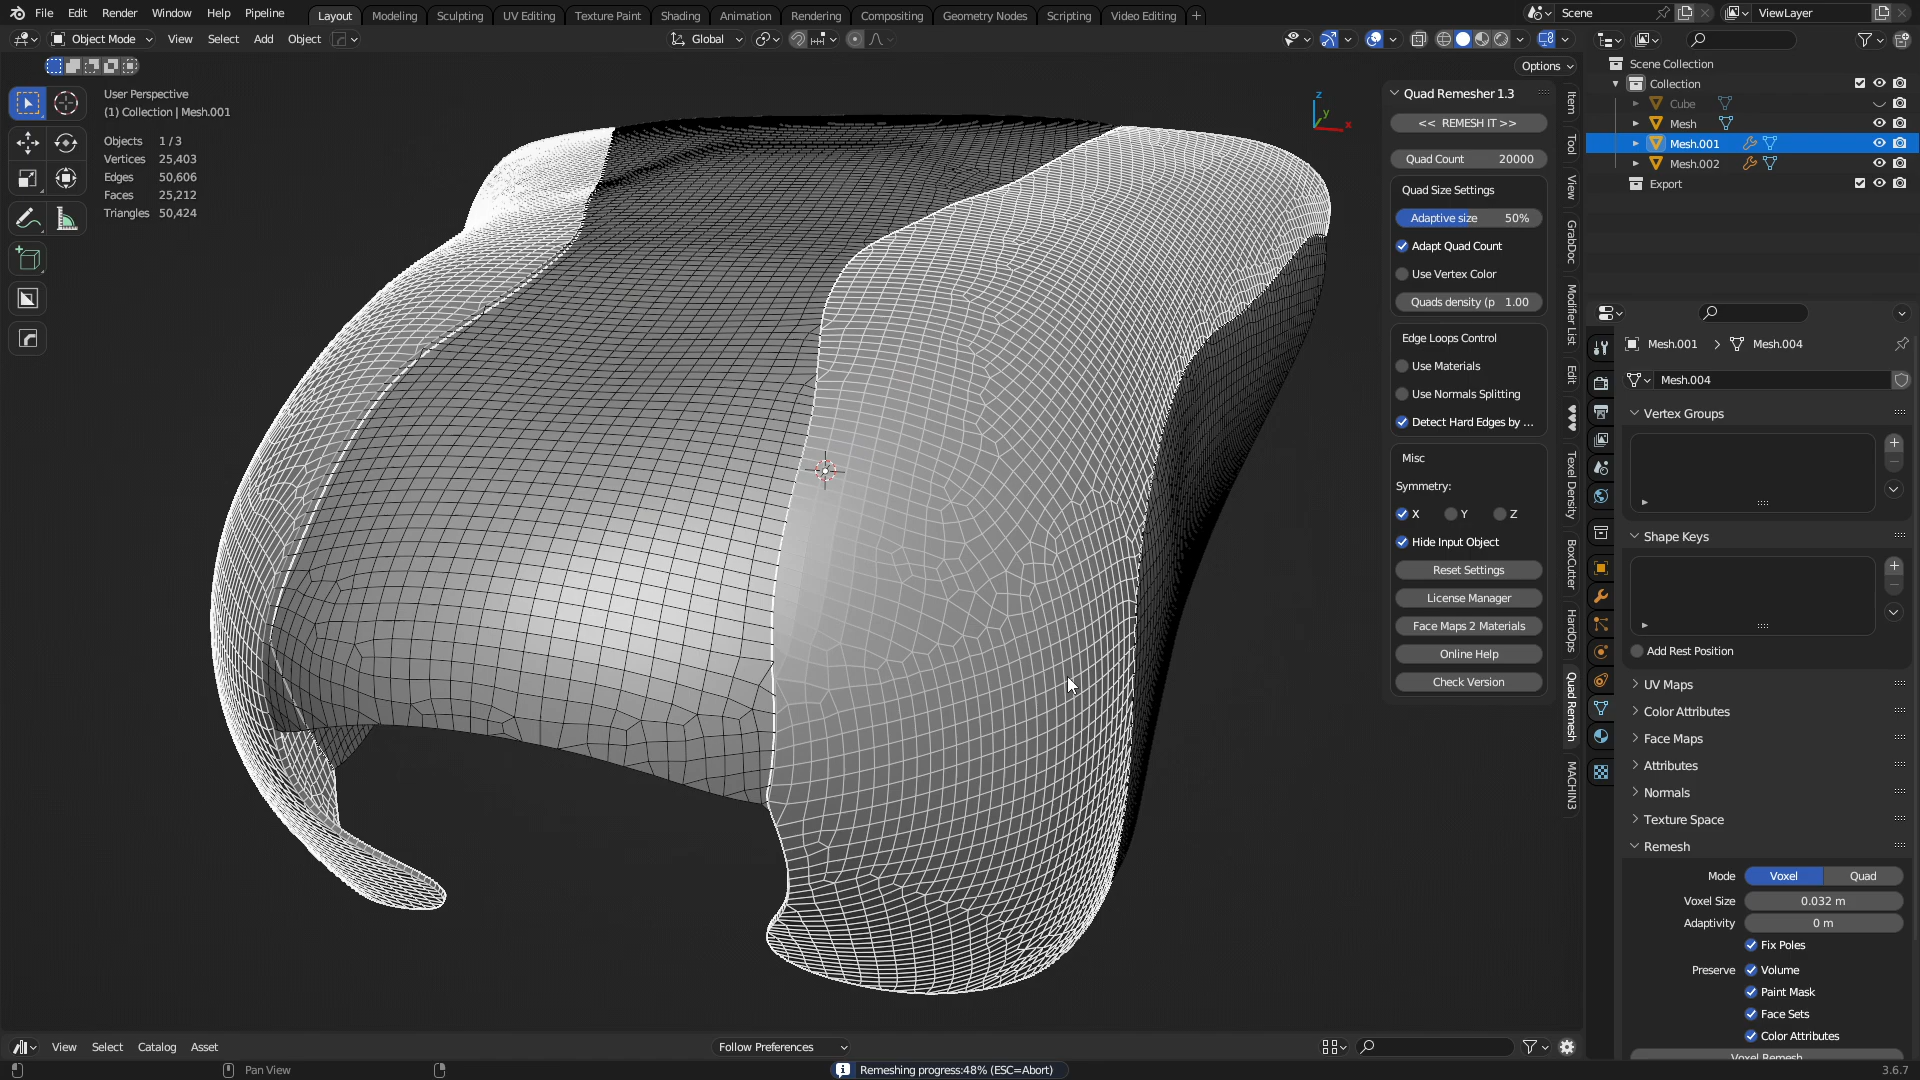 File Edit Render Window Help Pipeline
Layout Modeling Sculpting UV Editing Texture Paint Shading Animation Rendering Compositing Geometry Nodes Scripting Video Editing +
Scene
ViewLayer
Object Mode View Select Add Object
Global
Options
User Perspective
(1) Collection | Mesh.001
Objects 1 / 3
Vertices 25,403
Edges 50,606
Faces 25,212
Triangles 50,424
z
y
x
Quad Remesher 1.3
<< REMESH IT >>
Quad Count 20000
Quad Size Settings
Adaptive size 50%
Adapt Quad Count
Use Vertex Color
Quads density (p 1.00
Edge Loops Control
Use Materials
Use Normals Splitting
Detect Hard Edges by ...
Misc
Symmetry:
X Y Z
Hide Input Object
Reset Settings
License Manager
Face Maps 2 Materials
Online Help
Check Version
Item
Tool
View
GrabDoc
Modifier List
Edit
♥♥♥
Texel Density
BoxCutter
HardOps
Quad Remesh
MACHIN3
Scene Collection
Collection
Cube
Mesh
Mesh.001
Mesh.002
Export
Mesh.001 > Mesh.004
Mesh.004
Vertex Groups
Shape Keys
Add Rest Position
UV Maps
Color Attributes
Face Maps
Attributes
Normals
Texture Space
Remesh
Mode Voxel Quad
Voxel Size 0.032 m
Adaptivity 0 m
Fix Poles
Preserve Volume
Paint Mask
Face Sets
Color Attributes
Voxel Remesh
View Select Catalog Asset
Follow Preferences
Pan View
Remeshing progress:48% (ESC=Abort)
3.6.7